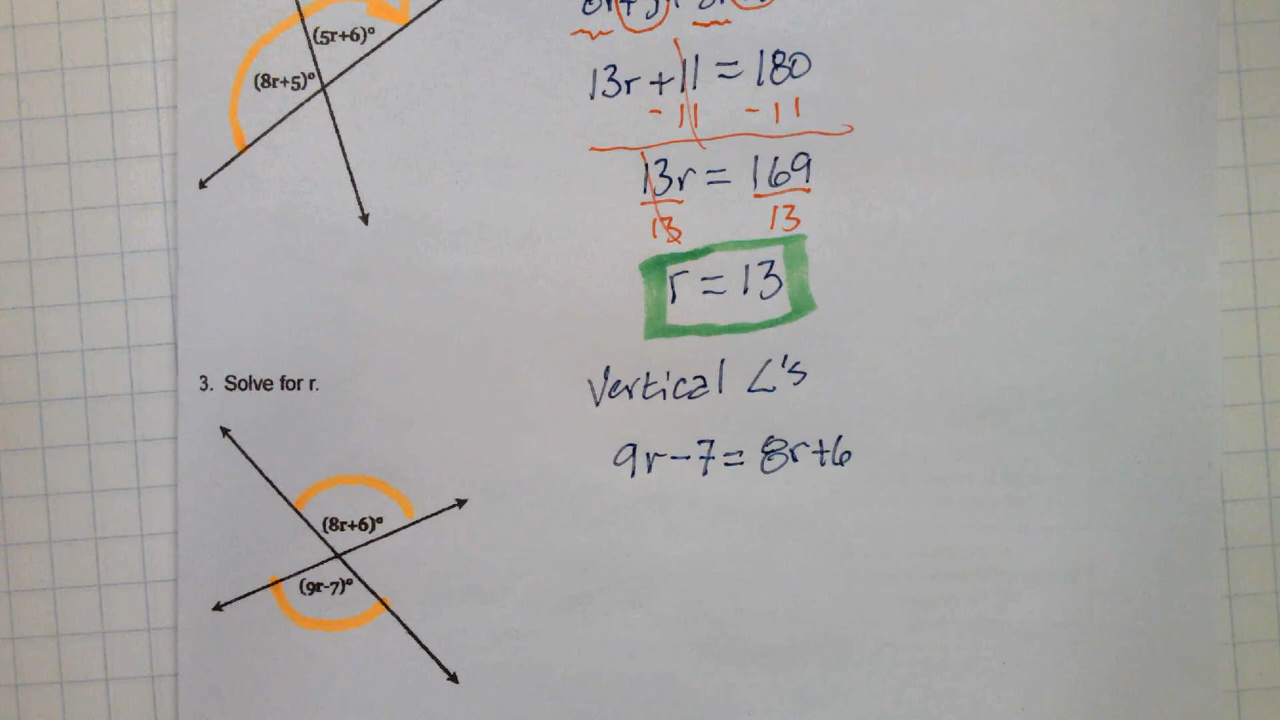 (5r+6)°
(8r+5)°
13r + 11 = 180
- 11 - 11
13r = 169
13 13
r = 13
3. Solve for r.
Vertical ∠'s
9r - 7 = 8r + 6
(8r+6)°
(9r-7)°